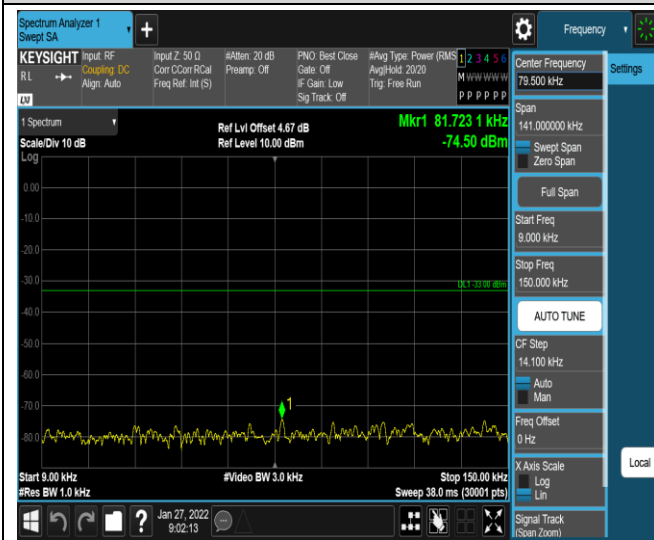 Spectrum Analyzer 1
Swept SA
+
Frequency
KEYSIGHT
RL
LXI
Input: RF
Coupling: DC
Align: Auto
Input Z: 50 Ω
Corr CCorr RCal
Freq Ref: Int (S)
#Atten: 20 dB
Preamp: Off
PNO: Best Close
Gate: Off
IF Gain: Low
Sig Track: Off
#Avg Type: Power (RMS
Avg|Hold: 20/20
Trig: Free Run
1 2 3 4 5 6
M W W W W W
P P P P P P
1 Spectrum
Scale/Div 10 dB
Log
Ref Lvl Offset 4.67 dB
Ref Level 10.00 dBm
Mkr1 81.723 1 kHz
-74.50 dBm
0.00
-10.0
-20.0
-30.0
DL1 -33.00 dBm
-40.0
-50.0
-60.0
-70.0
1
-80.0
Start 9.00 kHz
#Res BW 1.0 kHz
#Video BW 3.0 kHz
Stop 150.00 kHz
Sweep 38.0 ms (30001 pts)
?
Jan 27, 2022
9:02:13
Center Frequency
79.500 kHz
Span
141.000000 kHz
Swept Span
Zero Span
Full Span
Start Freq
9.000 kHz
Stop Freq
150.000 kHz
AUTO TUNE
CF Step
14.100 kHz
Auto
Man
Freq Offset
0 Hz
X Axis Scale
Log
Lin
Signal Track
(Span Zoom)
Settings
Local